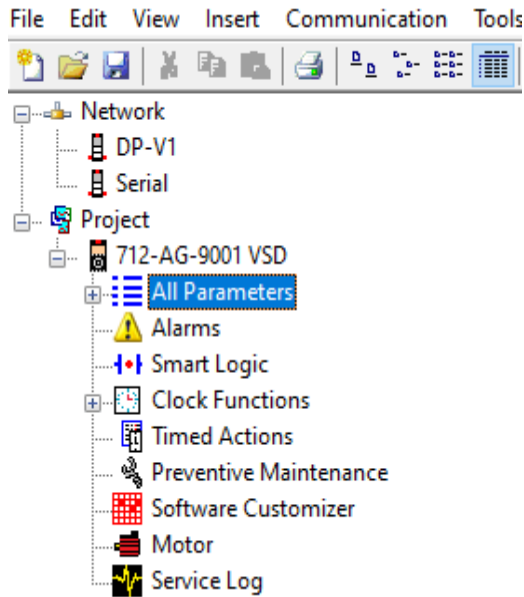 File Edit View Insert Communication Tools
Network
DP-V1
Serial
Project
712-AG-9001 VSD
All Parameters
Alarms
Smart Logic
Clock Functions
Timed Actions
Preventive Maintenance
Software Customizer
Motor
Service Log